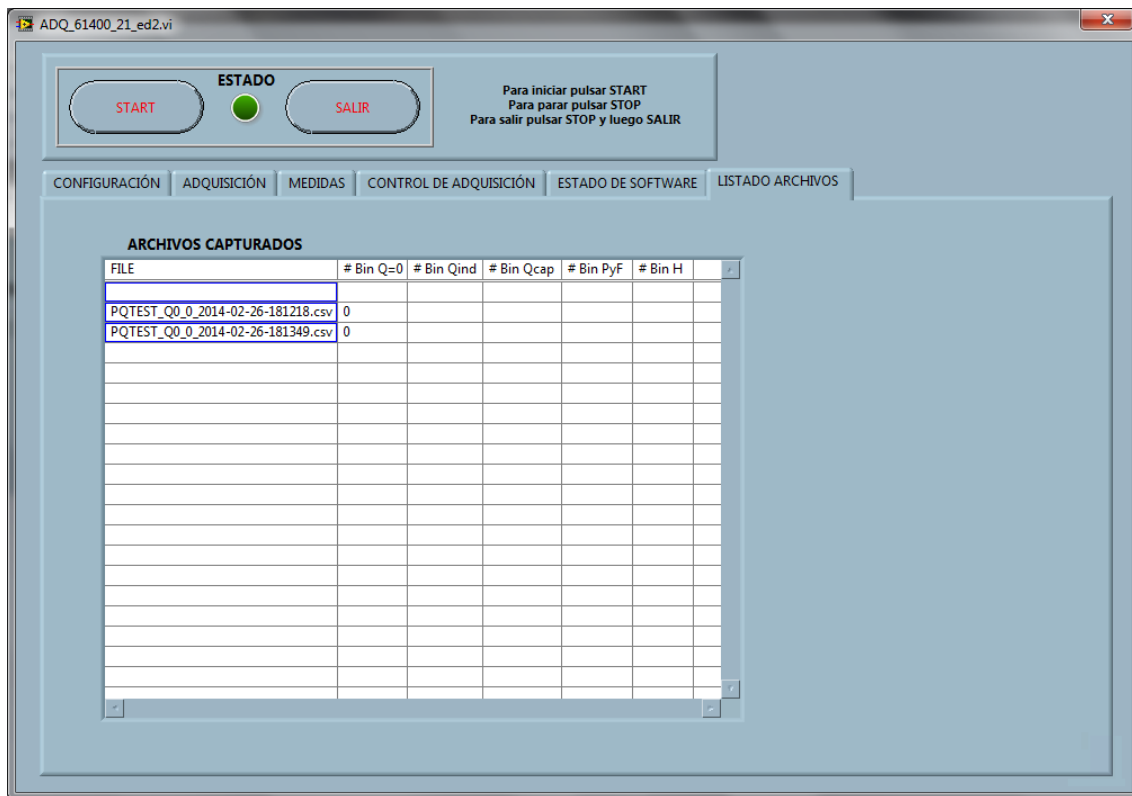 ADQ_61400_21_ed2.vi
START
ESTADO
SALIR
Para iniciar pulsar START
Para parar pulsar STOP
Para salir pulsar STOP y luego SALIR
CONFIGURACIÓN ADQUISICIÓN MEDIDAS CONTROL DE ADQUISICIÓN ESTADO DE SOFTWARE LISTADO ARCHIVOS
ARCHIVOS CAPTURADOS
FILE # Bin Q=0 # Bin Qind # Bin Qcap # Bin PyF # Bin H
PQTEST_Q0_0_2014-02-26-181218.csv 0
PQTEST_Q0_0_2014-02-26-181349.csv 0